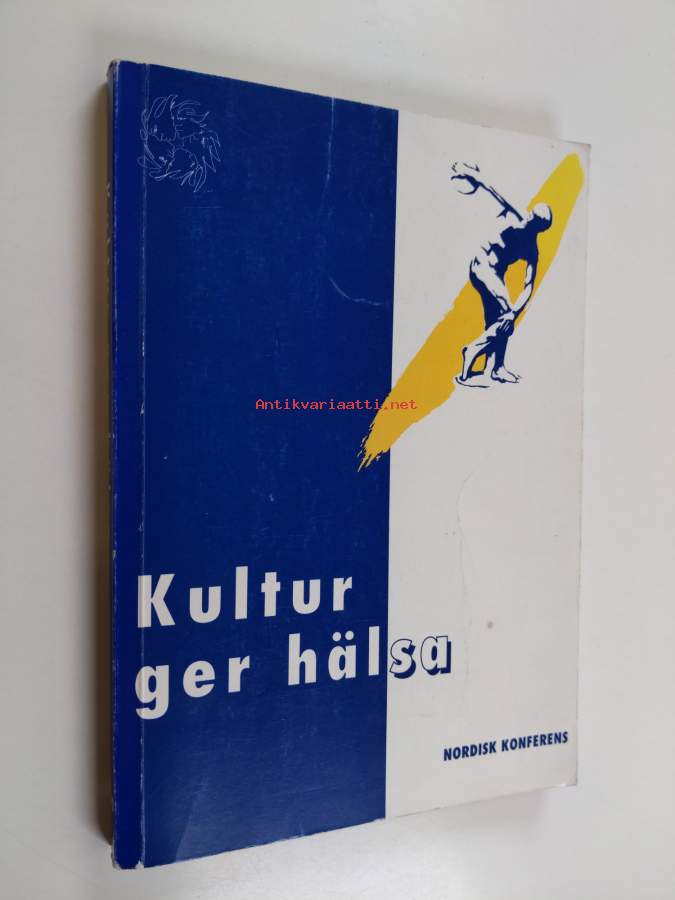 Antikvariaatti.net
Kultur
ger hälsa
NORDISK KONFERENS